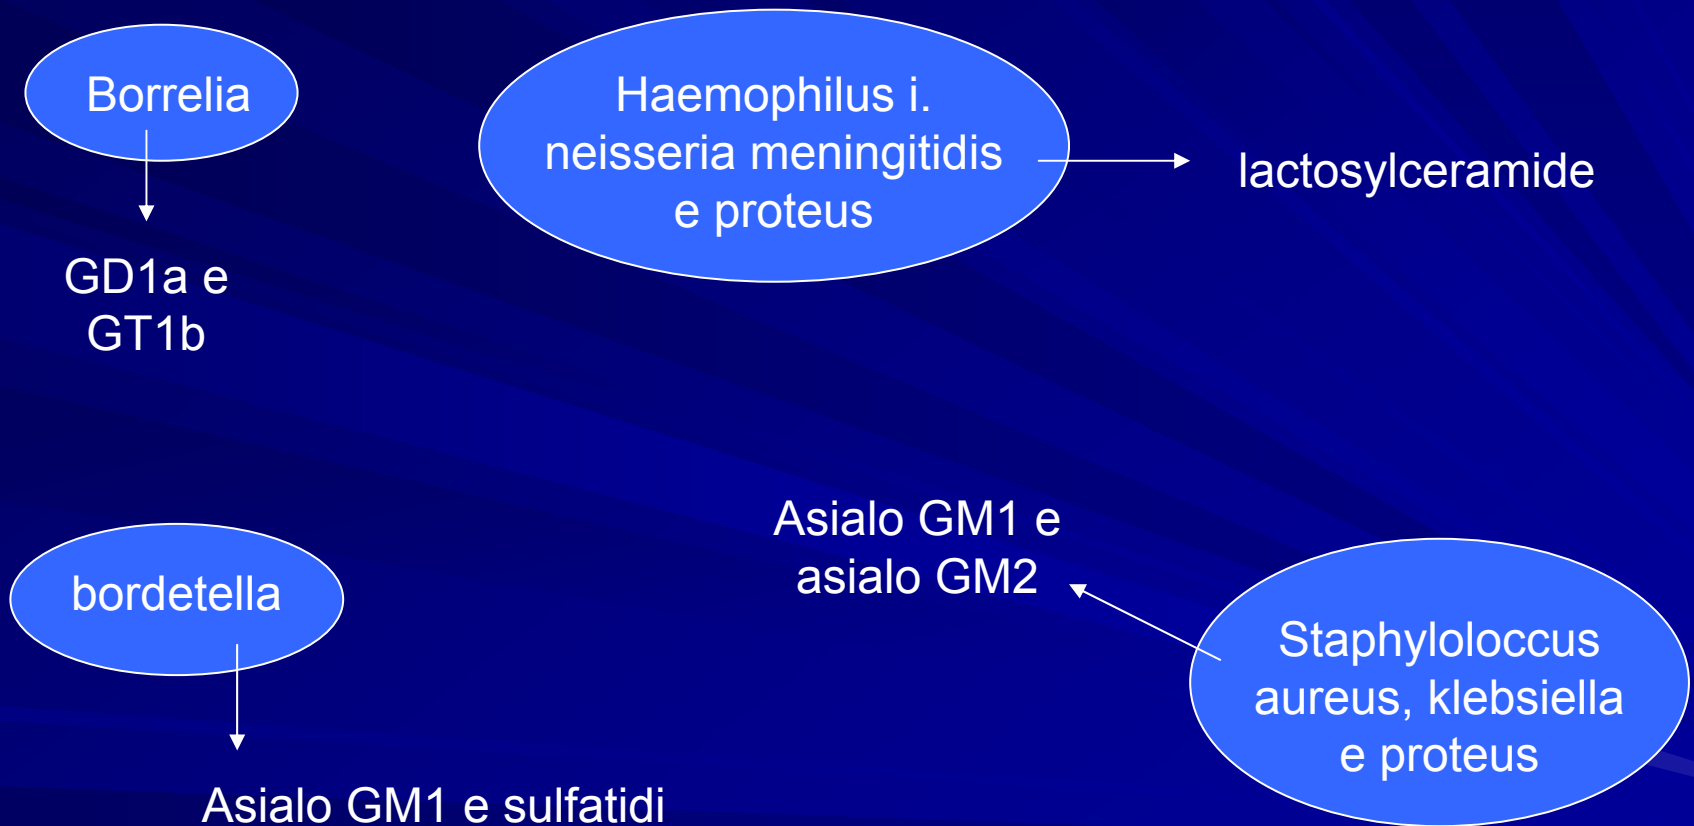 Borrelia
GD1a e
GT1b
Haemophilus i.
neisseria meningitidis
e proteus
lactosylceramide
bordetella
Asialo GM1 e sulfatidi
Asialo GM1 e
asialo GM2
Staphyloloccus
aureus, klebsiella
e proteus